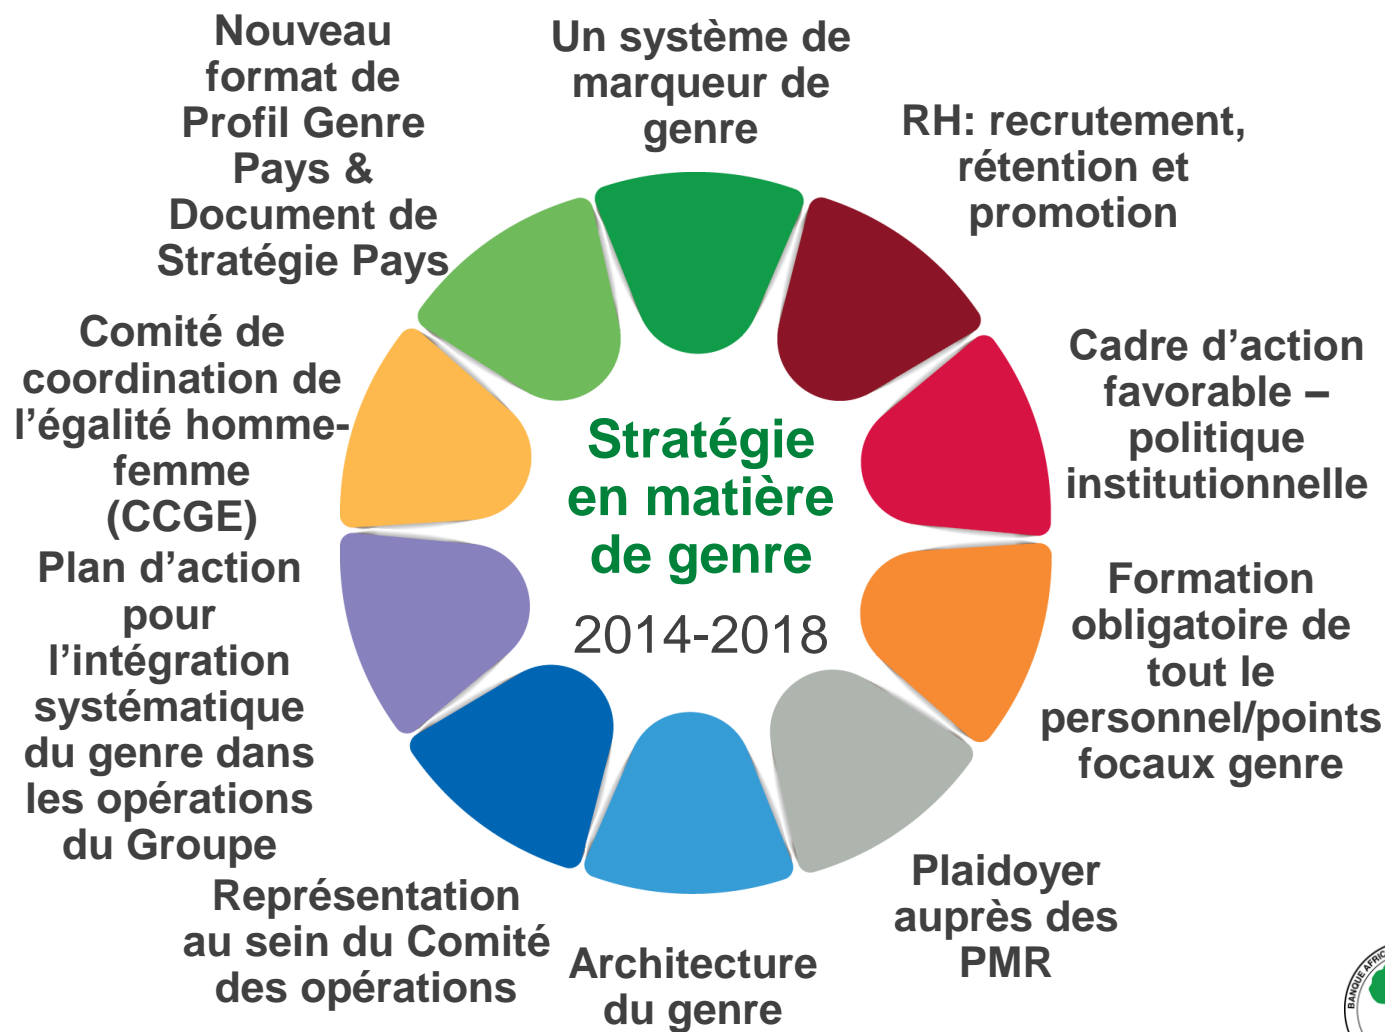 Nouveau
format de
Profil Genre
Pays &
Document de
Stratégie Pays
Un système de
marqueur de
genre
RH: recrutement,
rétention et
promotion
Cadre d’action
favorable –
politique
institutionnelle
Formation
obligatoire de
tout le
personnel/points
focaux genre
Plaidoyer
auprès des
PMR
Architecture
du genre
Représentation
au sein du Comité
des opérations
Plan d’action
pour
l’intégration
systématique
du genre dans
les opérations
du Groupe
Comité de
coordination de
l’égalité homme-
femme
(CCGE)
Stratégie
en matière
de genre
2014-2018
BANQUE